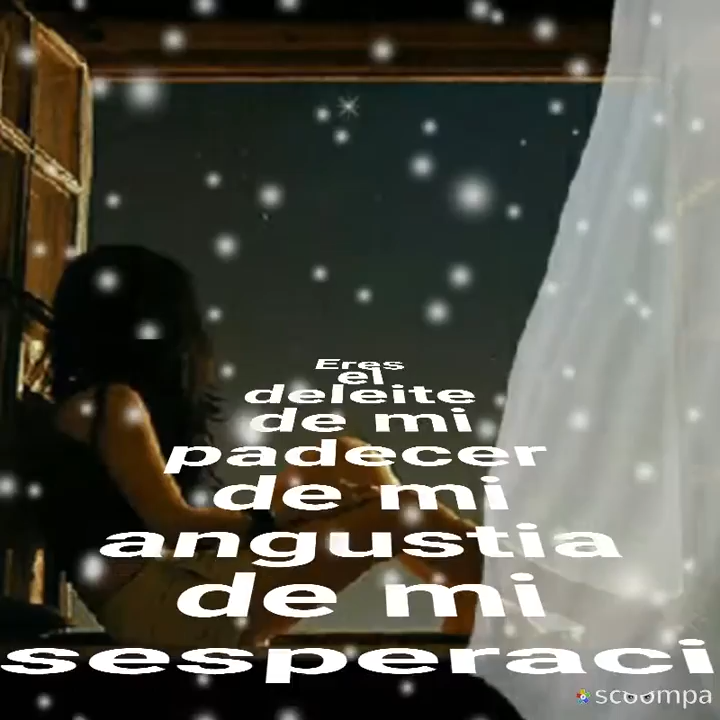 Eres
el
deleite
de mi
padecer
de mi
angustia
de mi
sesperaci
scoompa